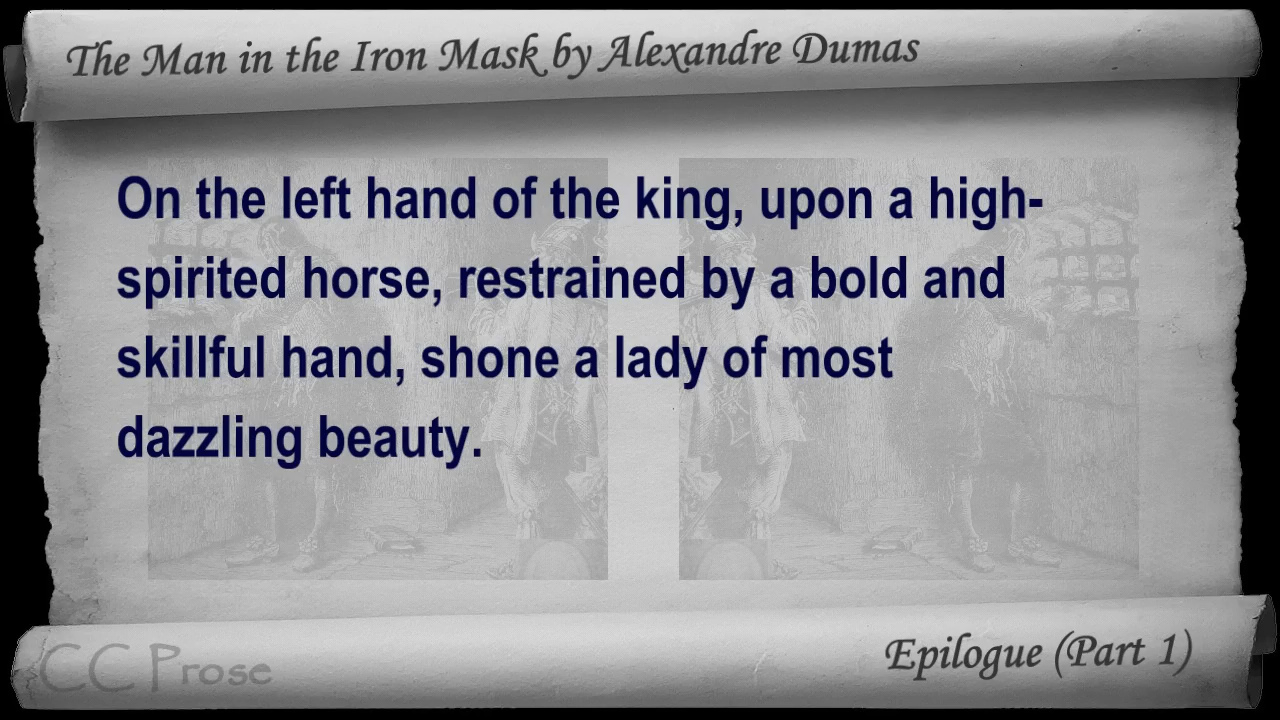 The Man in the Iron Mask by Alexandre Dumas
On the left hand of the king, upon a high-
spirited horse, restrained by a bold and
skillful hand, shone a lady of most
dazzling beauty.
CC Prose
Epilogue (Part 1)